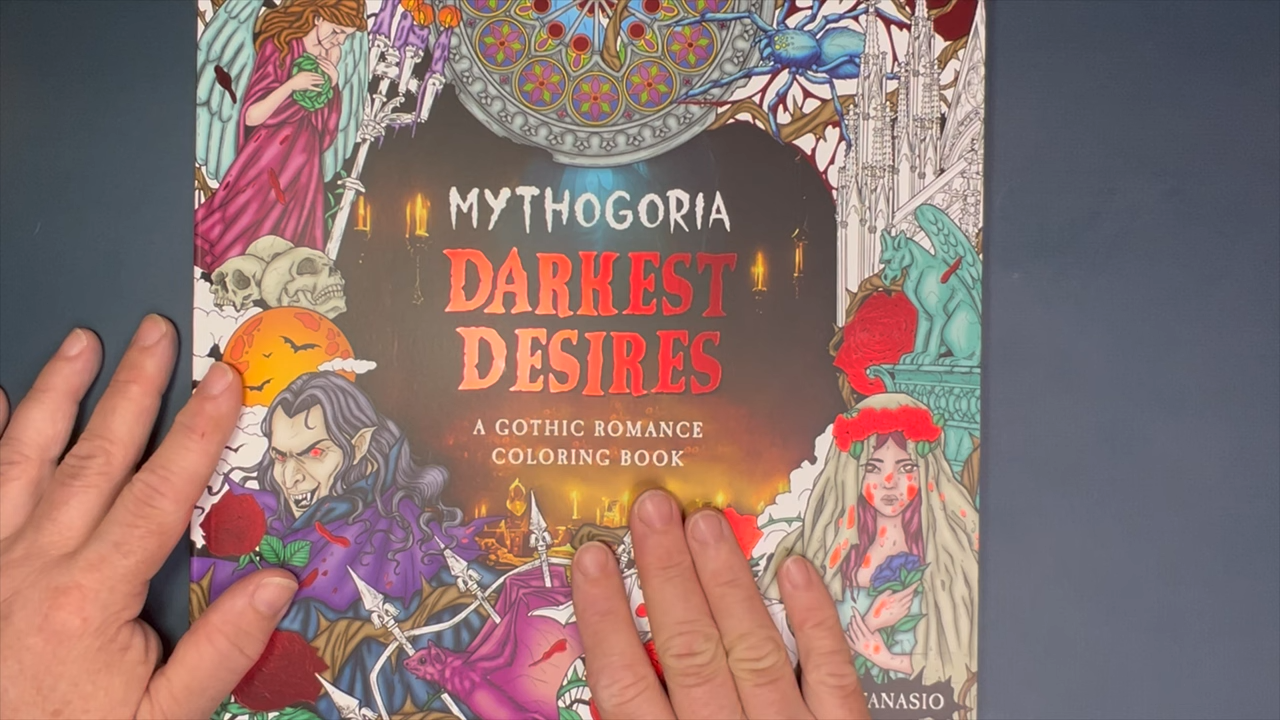 MYTHOGORIA
DARKEST
DESIRES
A GOTHIC ROMANCE
COLORING BOOK